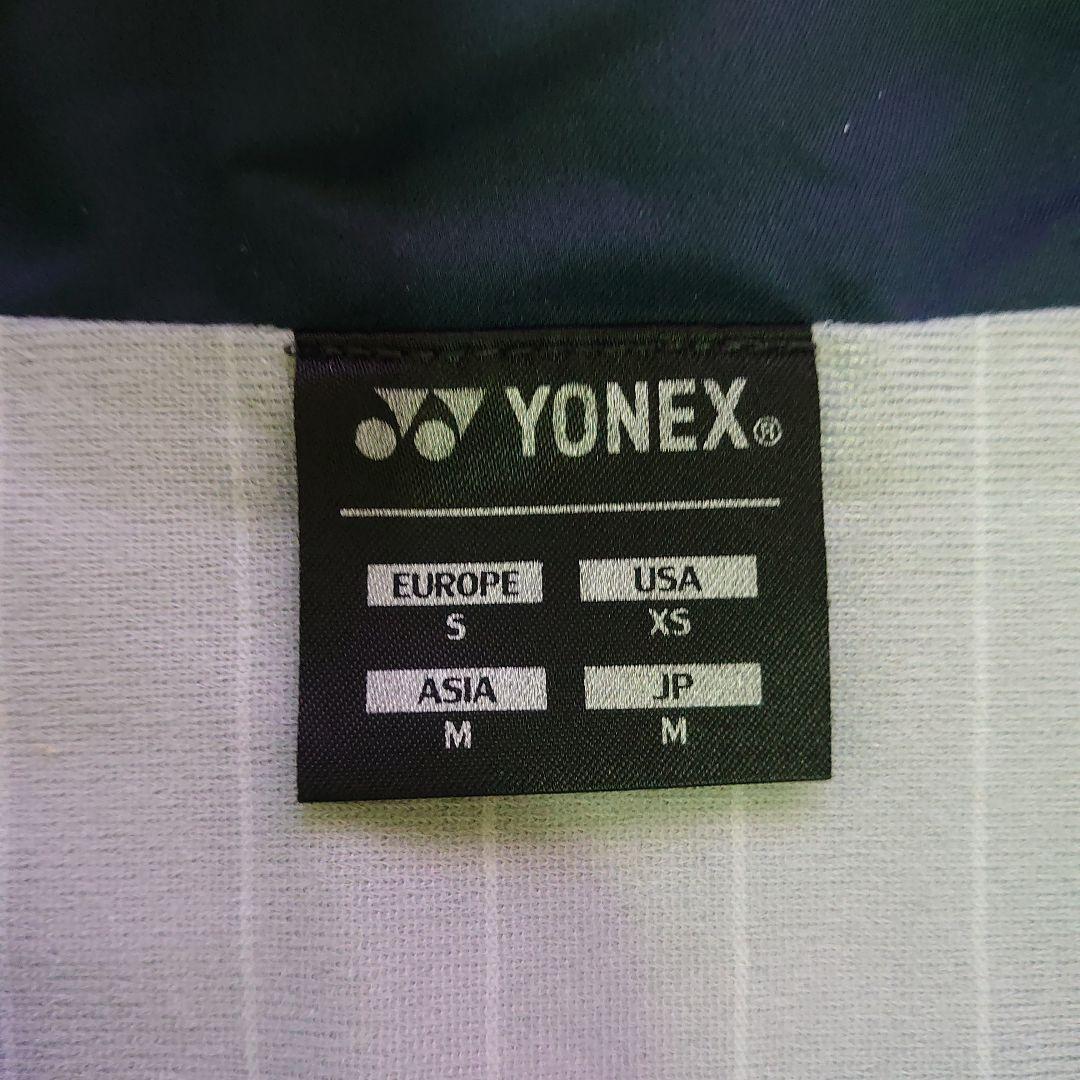 YONEX®
EUROPE USA
S XS
ASIA JP
M M